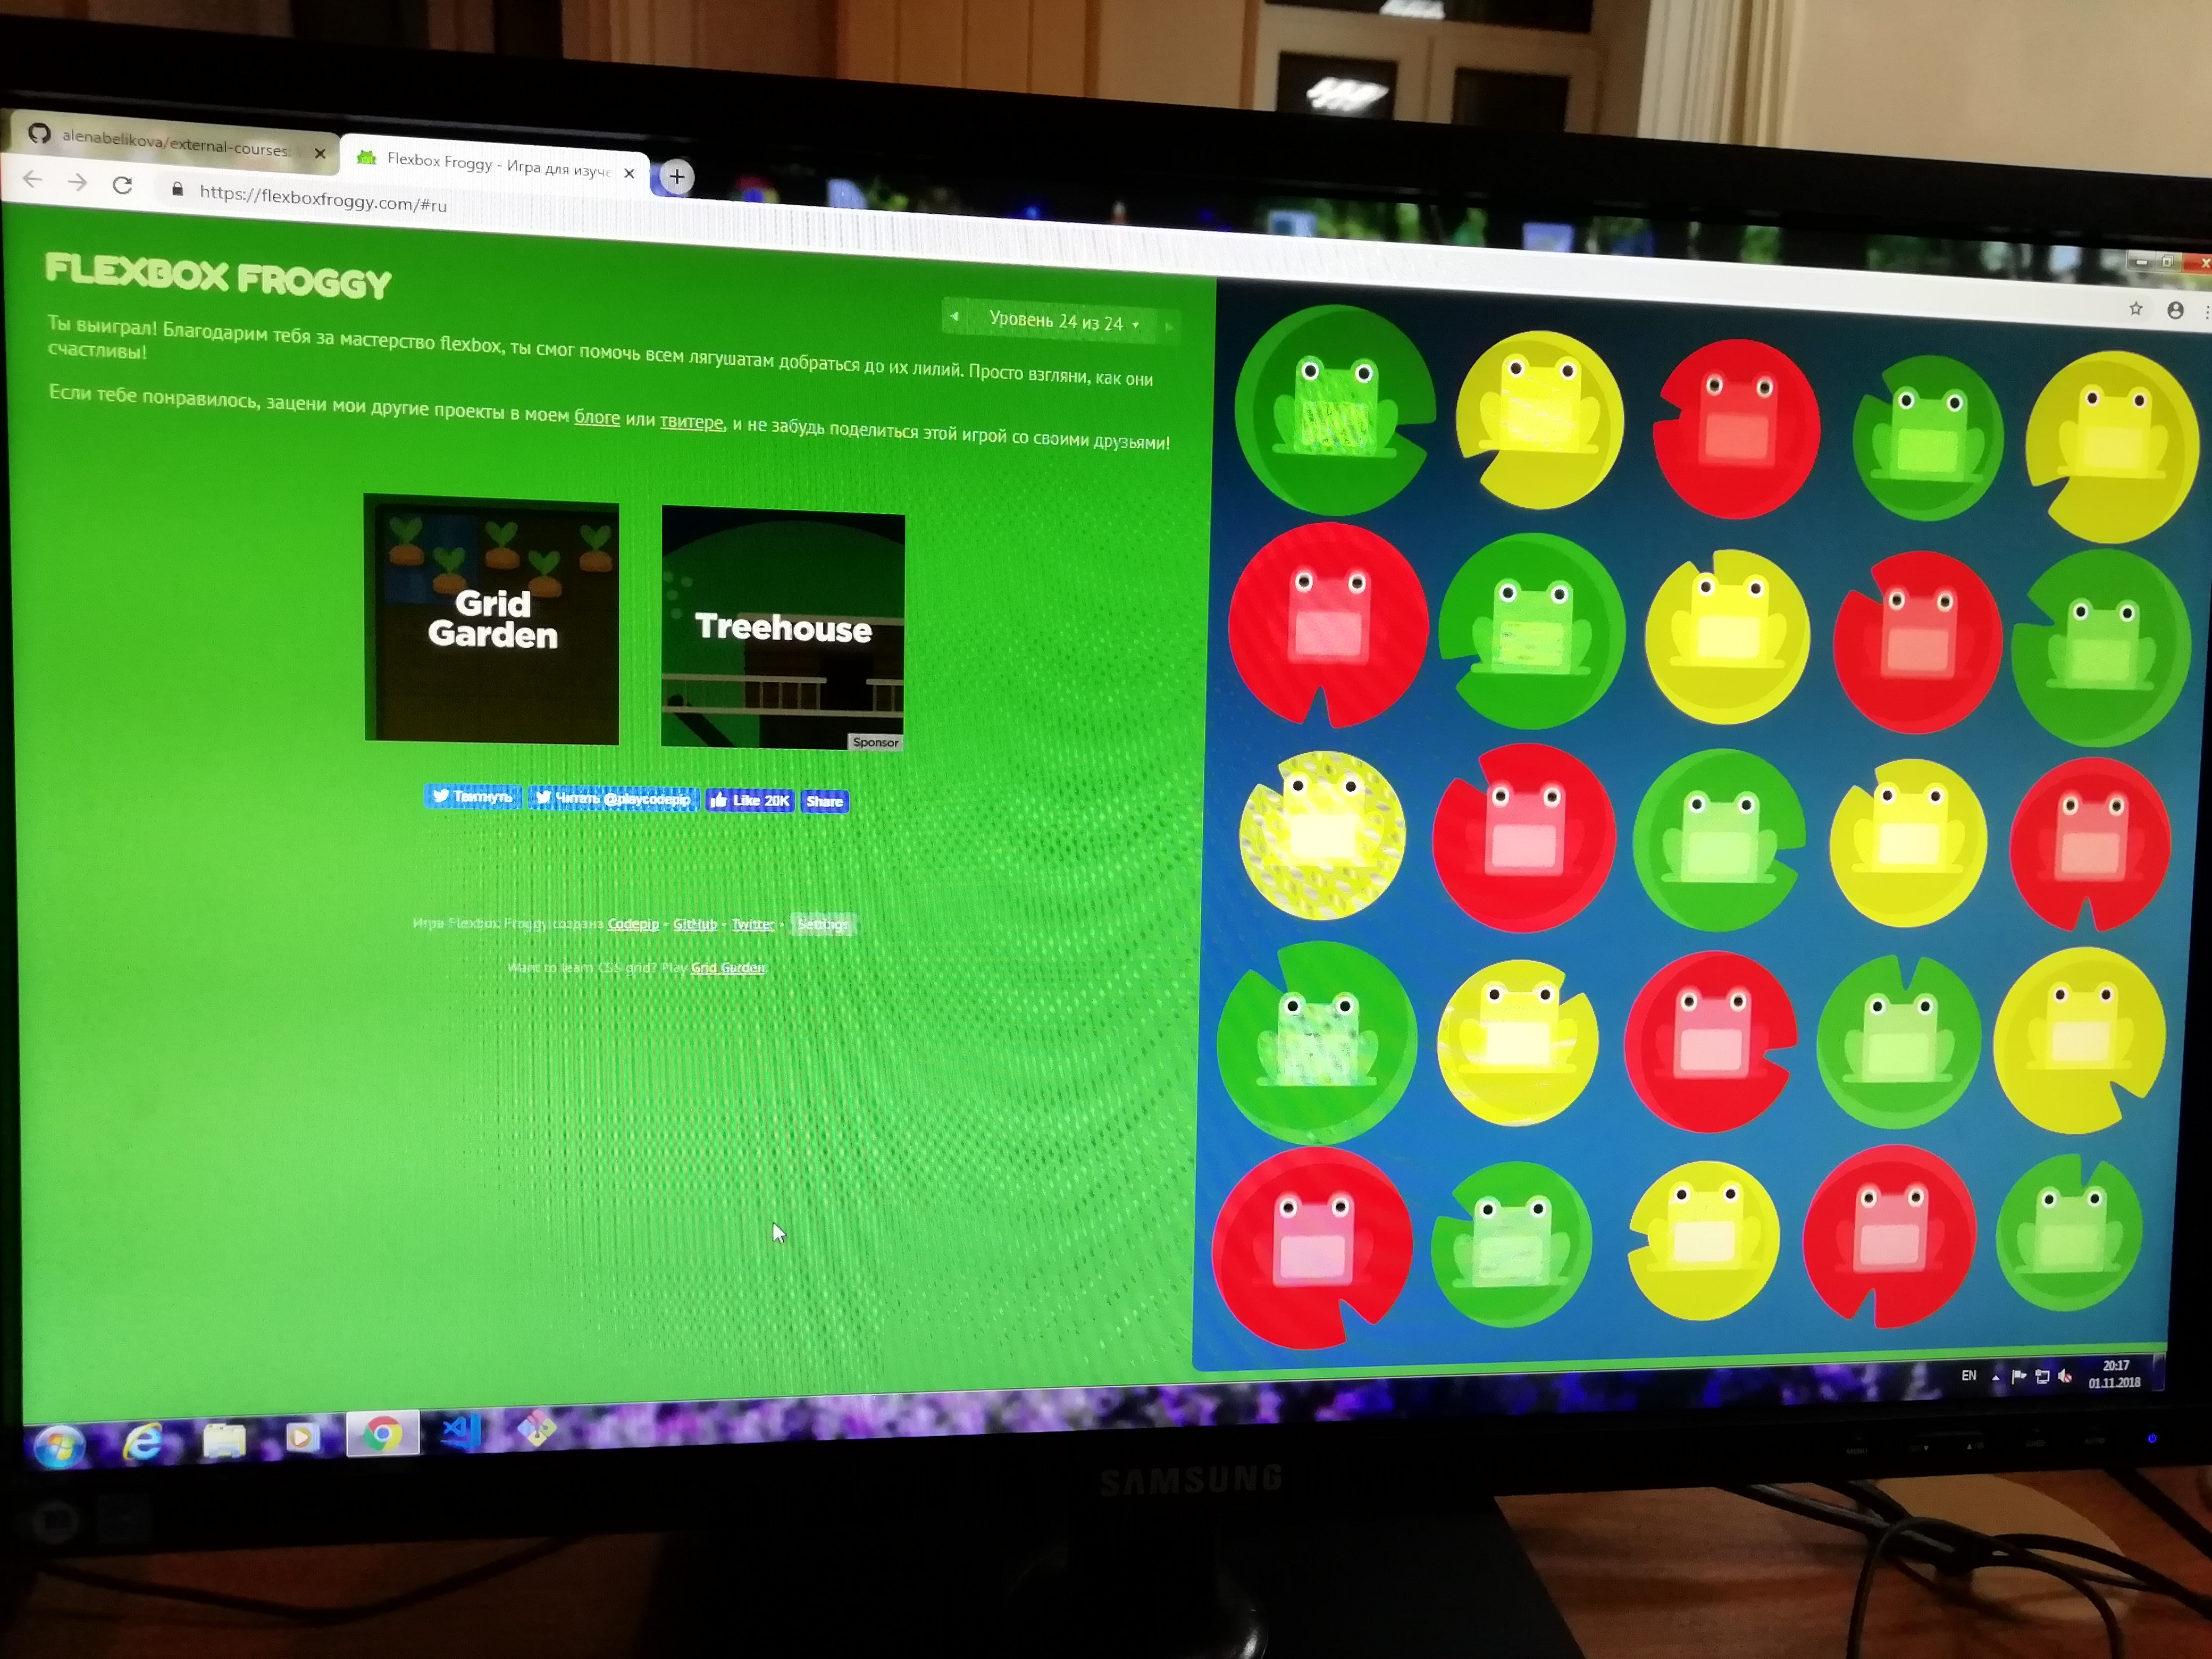 alenabelikova/external-courses:
Flexbox Froggy - Игра для изуче
https://flexboxfroggy.com/#ru
FLEXBOX FROGGY
Уровень 24 из 24
Ты выиграл! Благодарим тебя за мастерство flexbox, ты смог помочь всем лягушатам добраться до их лилий. Просто взгляни, как они
счастливы!
Если тебе понравилось, зацени мои другие проекты в моем блоге или твитере, и не забудь поделиться этой игрой со своими друзьями!
Grid
Garden
Treehouse
Sponsor
Твитнуть Читать @playcodepip Like 20K Share
Игра Flexbox Froggy создана Codepip • GitHub • Twitter • Settings
Want to learn CSS grid? Play Grid Garden
EN
20:17
01.11.2018
SAMSUNG
MENU